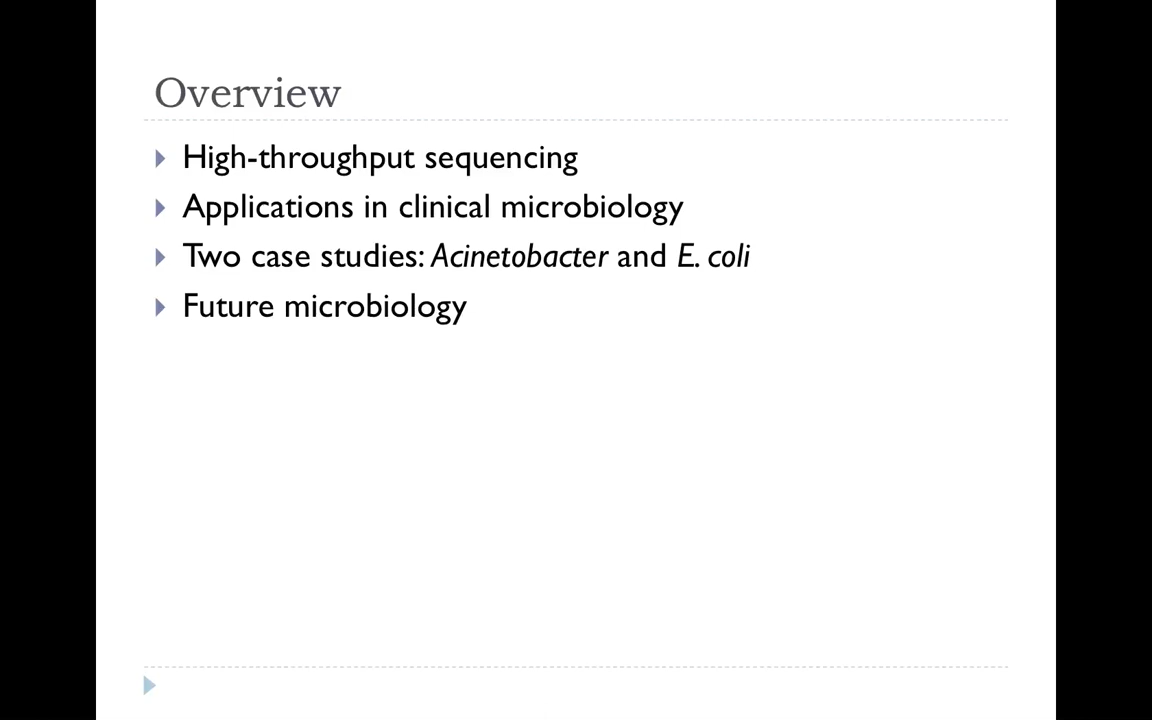 Overview
High-throughput sequencing
Applications in clinical microbiology
Two case studies: Acinetobacter and E. coli
Future microbiology